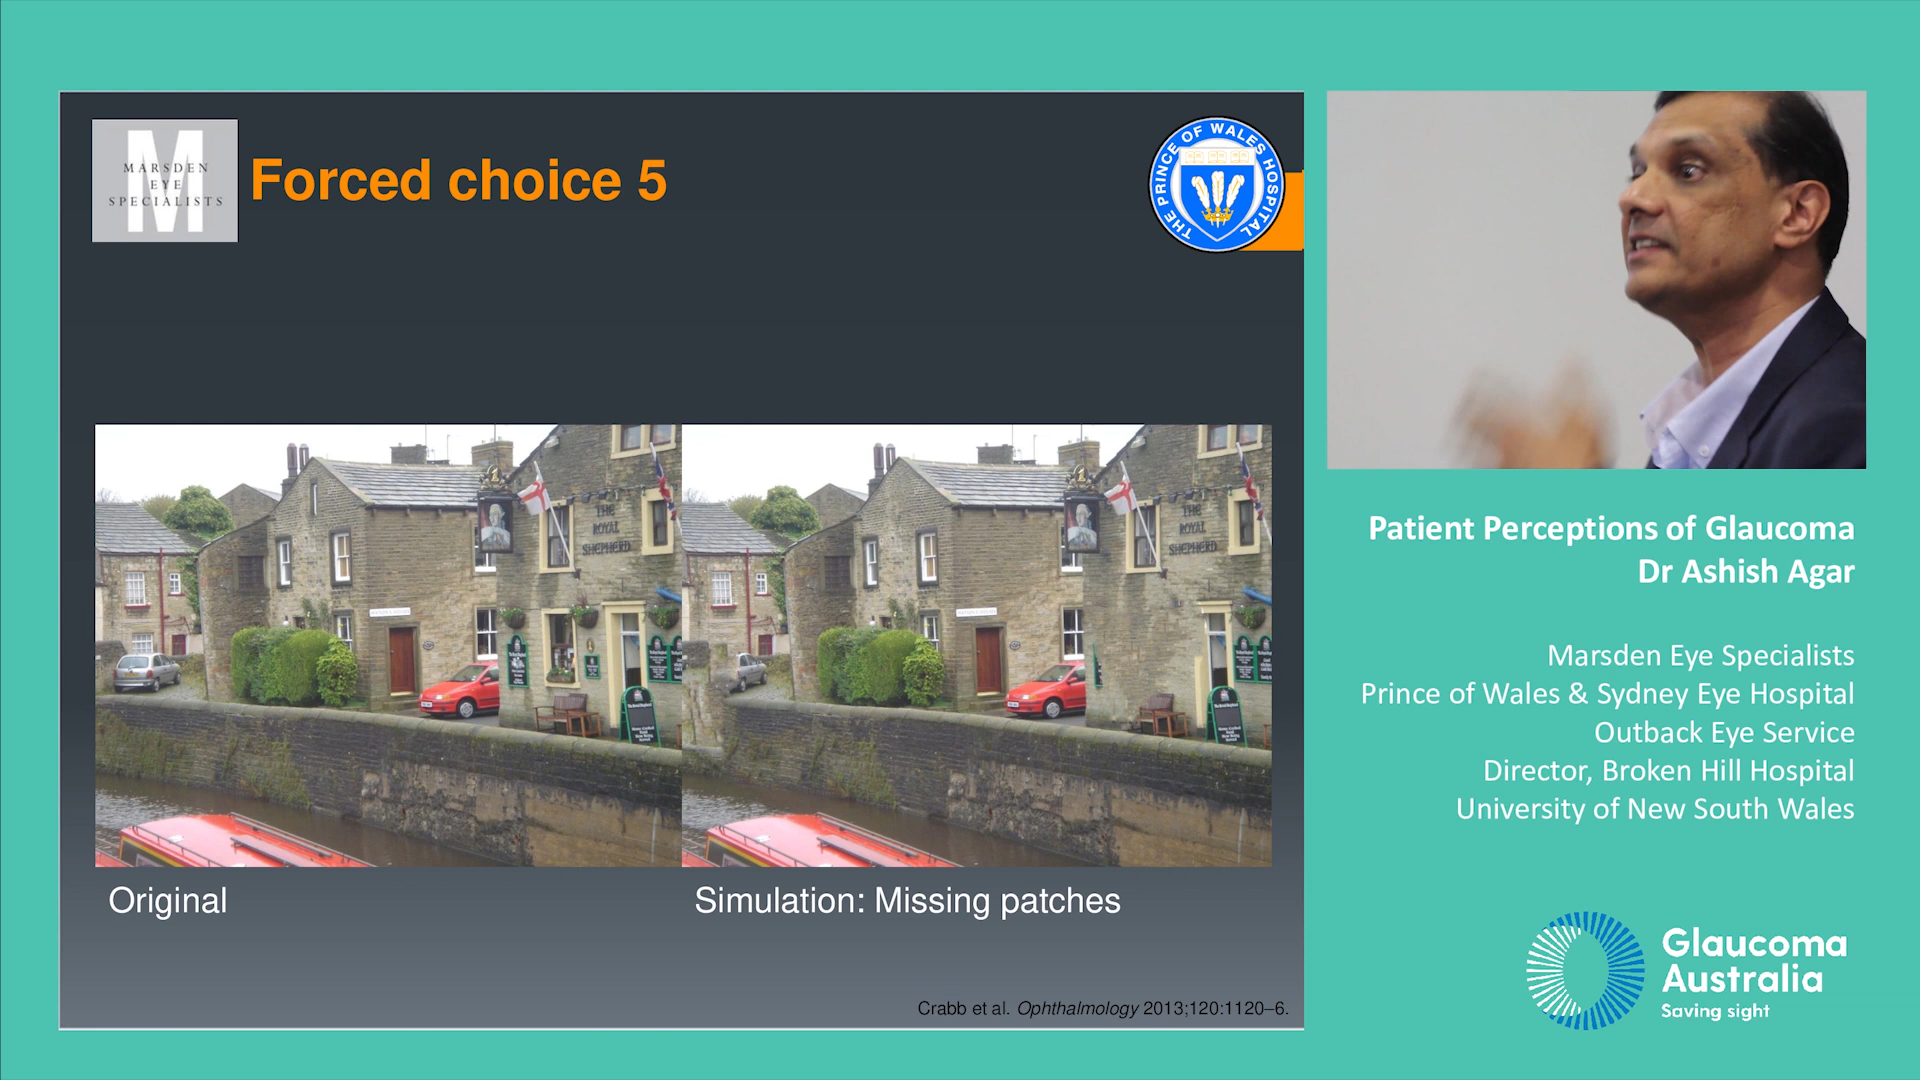 MARSDEN
EYE
SPECIALISTS
Forced choice 5
THE PRINCE OF WALES HOSPITAL
THE
ROYAL
SHEPHERD
THE
ROYAL
SHEPHERD
Original
Simulation: Missing patches
Crabb et al. Ophthalmology 2013;120:1120–6.
Patient Perceptions of Glaucoma
Dr Ashish Agar
Marsden Eye Specialists
Prince of Wales & Sydney Eye Hospital
Outback Eye Service
Director, Broken Hill Hospital
University of New South Wales
Glaucoma
Australia
Saving sight